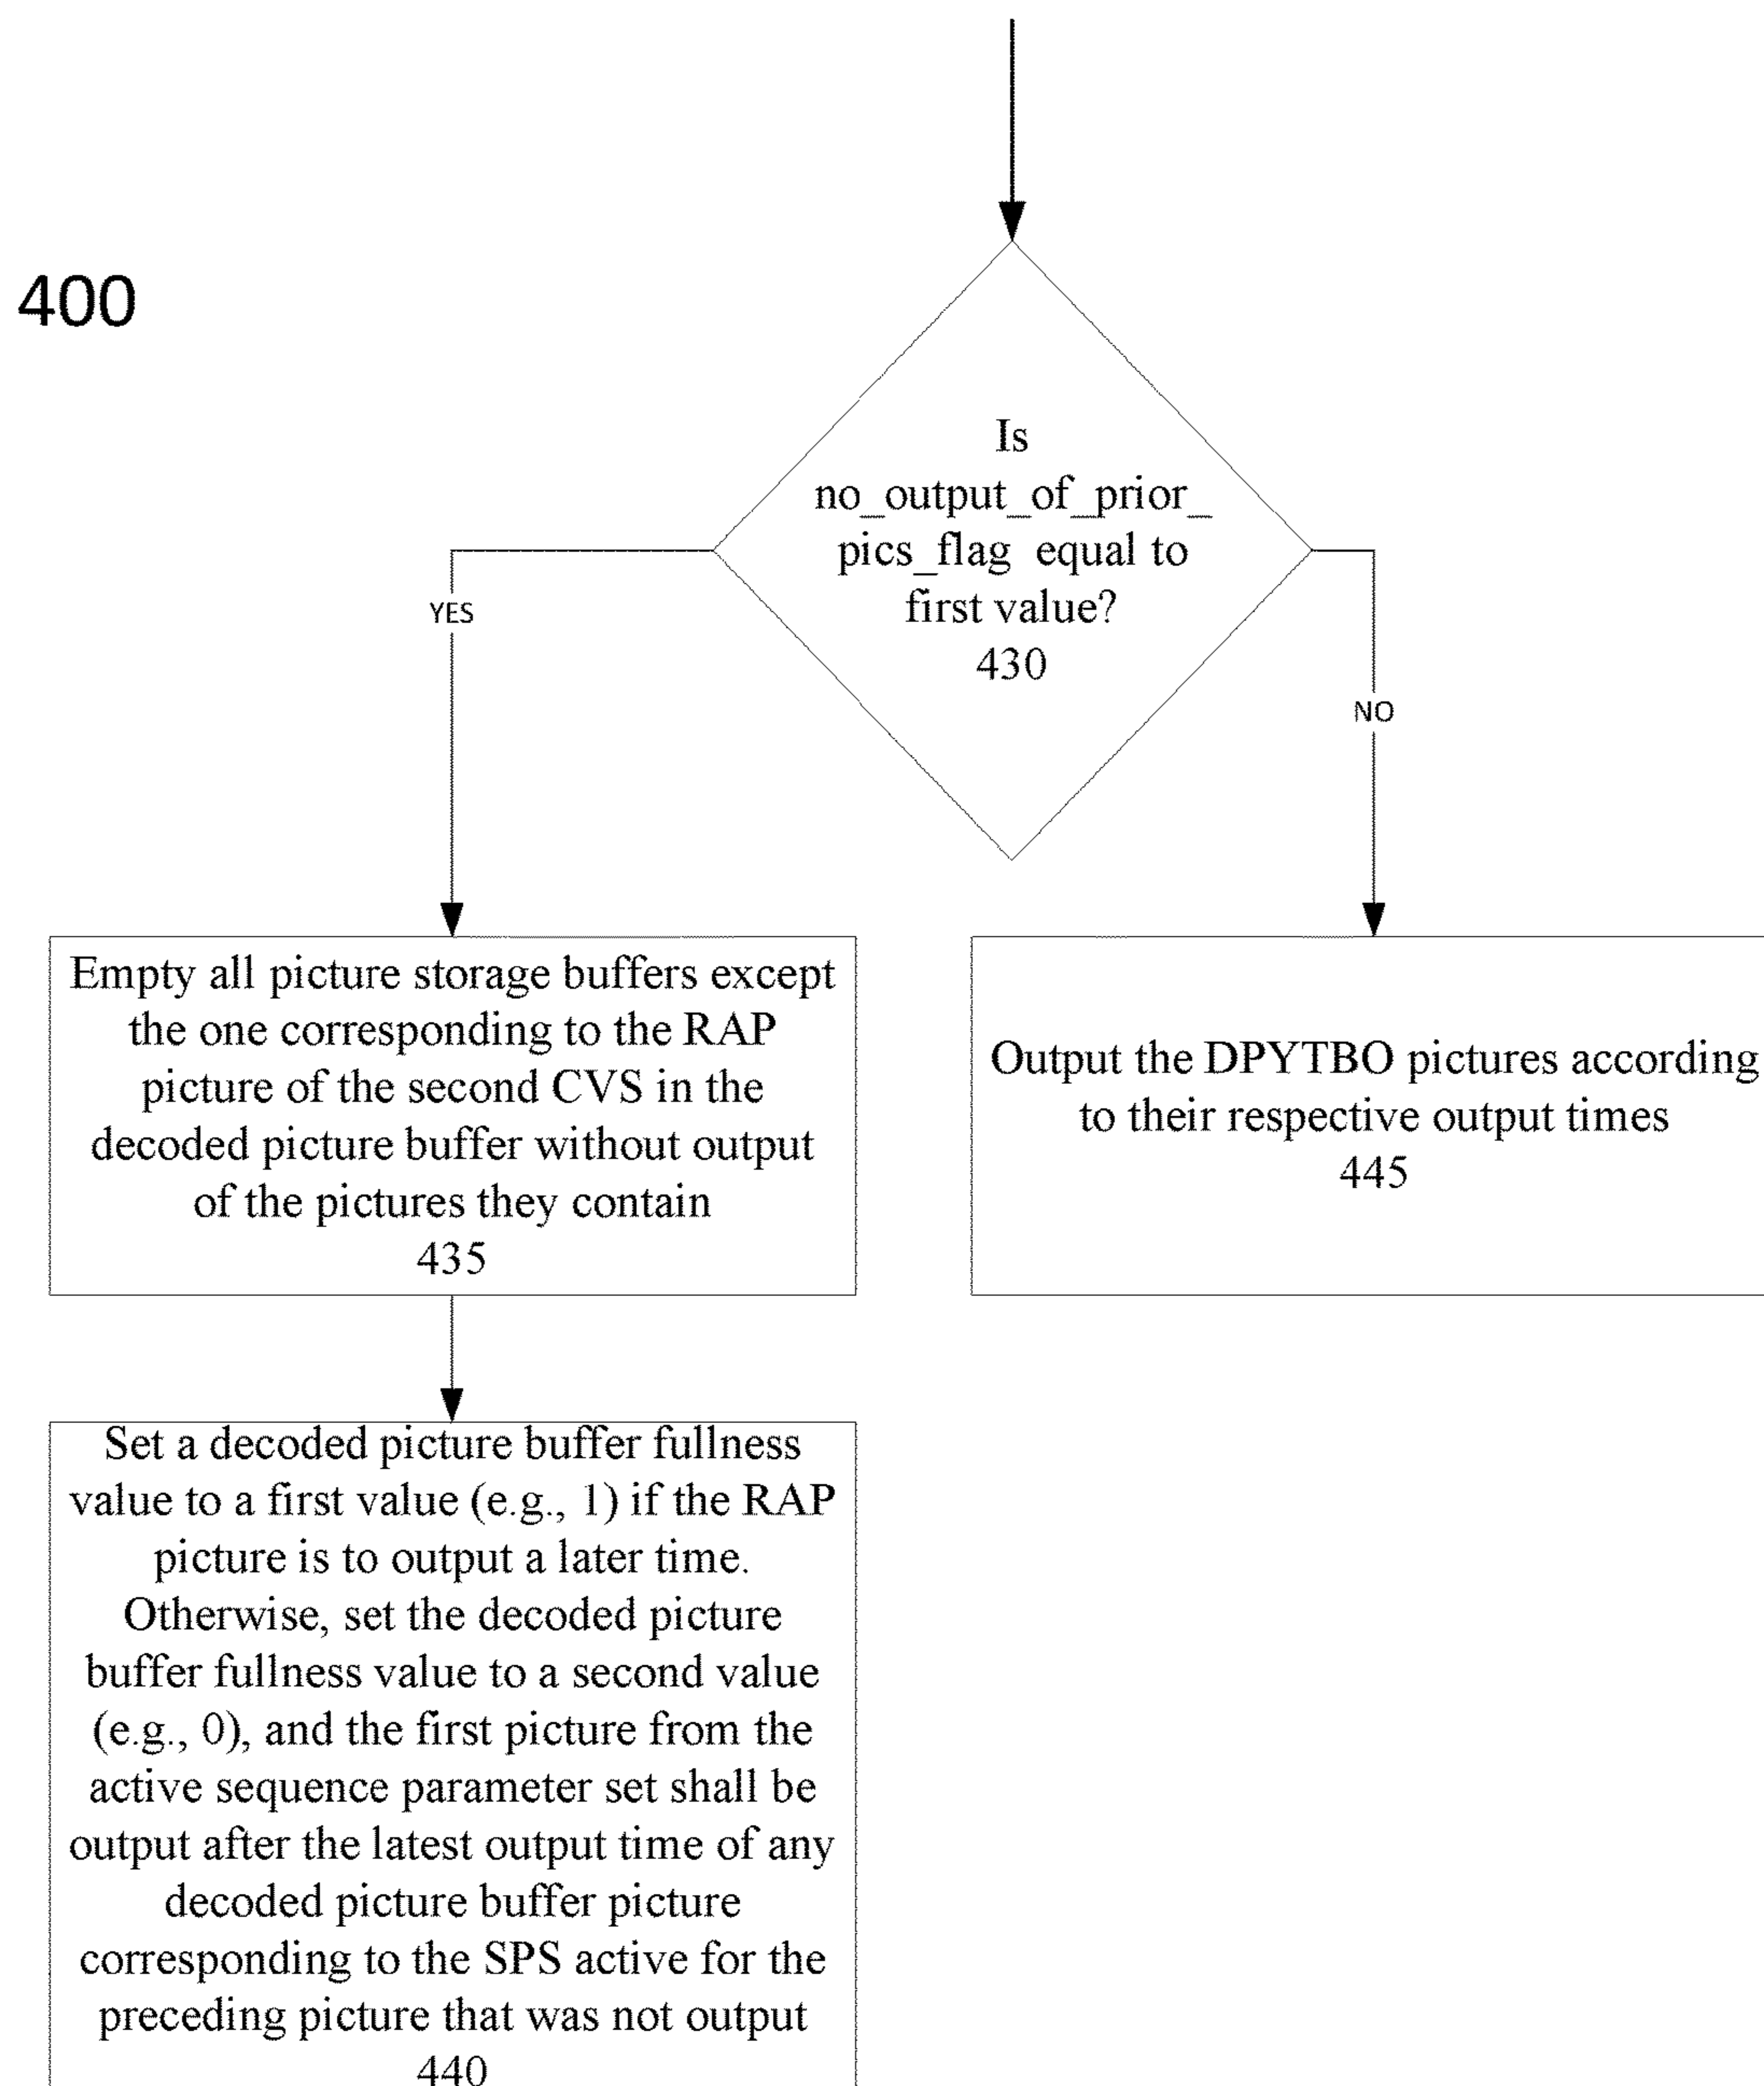 400
Is
no_output_of_prior_
pics_flag equal to
first value?
430
YES
NO
Empty all picture storage buffers except
the one corresponding to the RAP
picture of the second CVS in the
decoded picture buffer without output
of the pictures they contain
435
Output the DPYTBO pictures according
to their respective output times
445
Set a decoded picture buffer fullness
value to a first value (e.g., 1) if the RAP
picture is to output a later time.
Otherwise, set the decoded picture
buffer fullness value to a second value
(e.g., 0), and the first picture from the
active sequence parameter set shall be
output after the latest output time of any
decoded picture buffer picture
corresponding to the SPS active for the
preceding picture that was not output
440